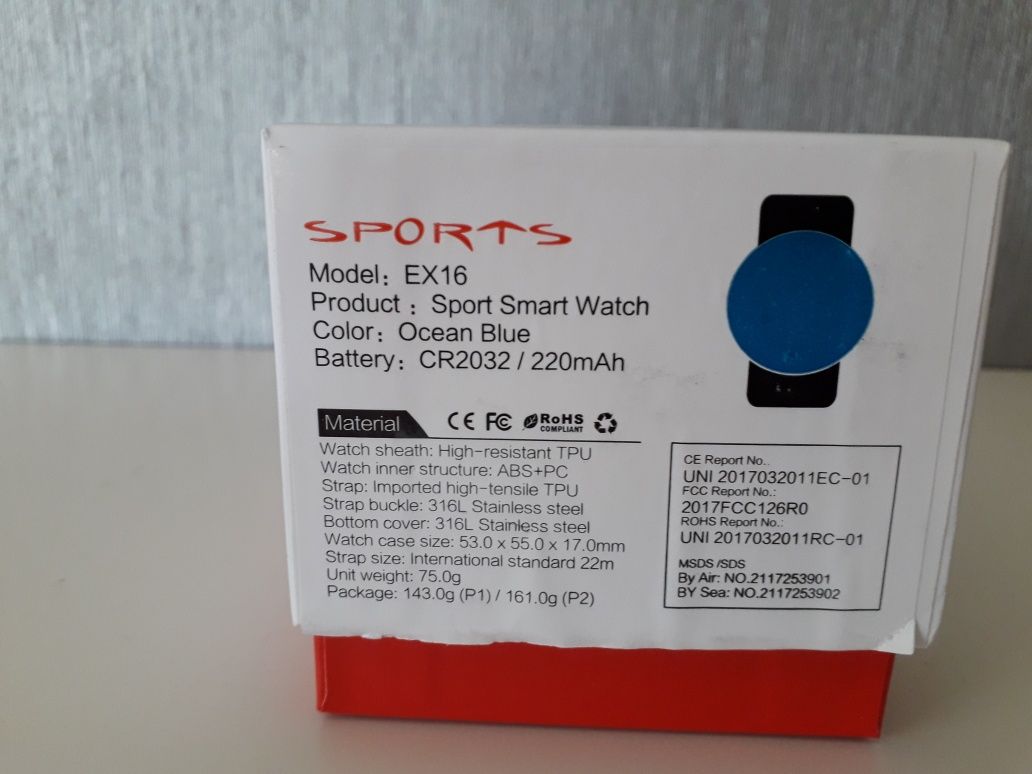 SPORTS
Model: EX16
Product : Sport Smart Watch
Color: Ocean Blue
Battery: CR2032 / 220mAh
Material
CE FC RoHS
COMPLIANT
Watch sheath: High-resistant TPU
Watch inner structure: ABS+PC
Strap: Imported high-tensile TPU
Strap buckle: 316L Stainless steel
Bottom cover: 316L Stainless steel
Watch case size: 53.0 x 55.0 x 17.0mm
Strap size: International standard 22m
Unit weight: 75.0g
Package: 143.0g (P1) / 161.0g (P2)
CE Report No..
UNI 2017032011EC-01
FCC Report No.:
2017FCC126R0
ROHS Report No.:
UNI 2017032011RC-01
MSDS /SDS
By Air: NO.2117253901
BY Sea: NO.2117253902